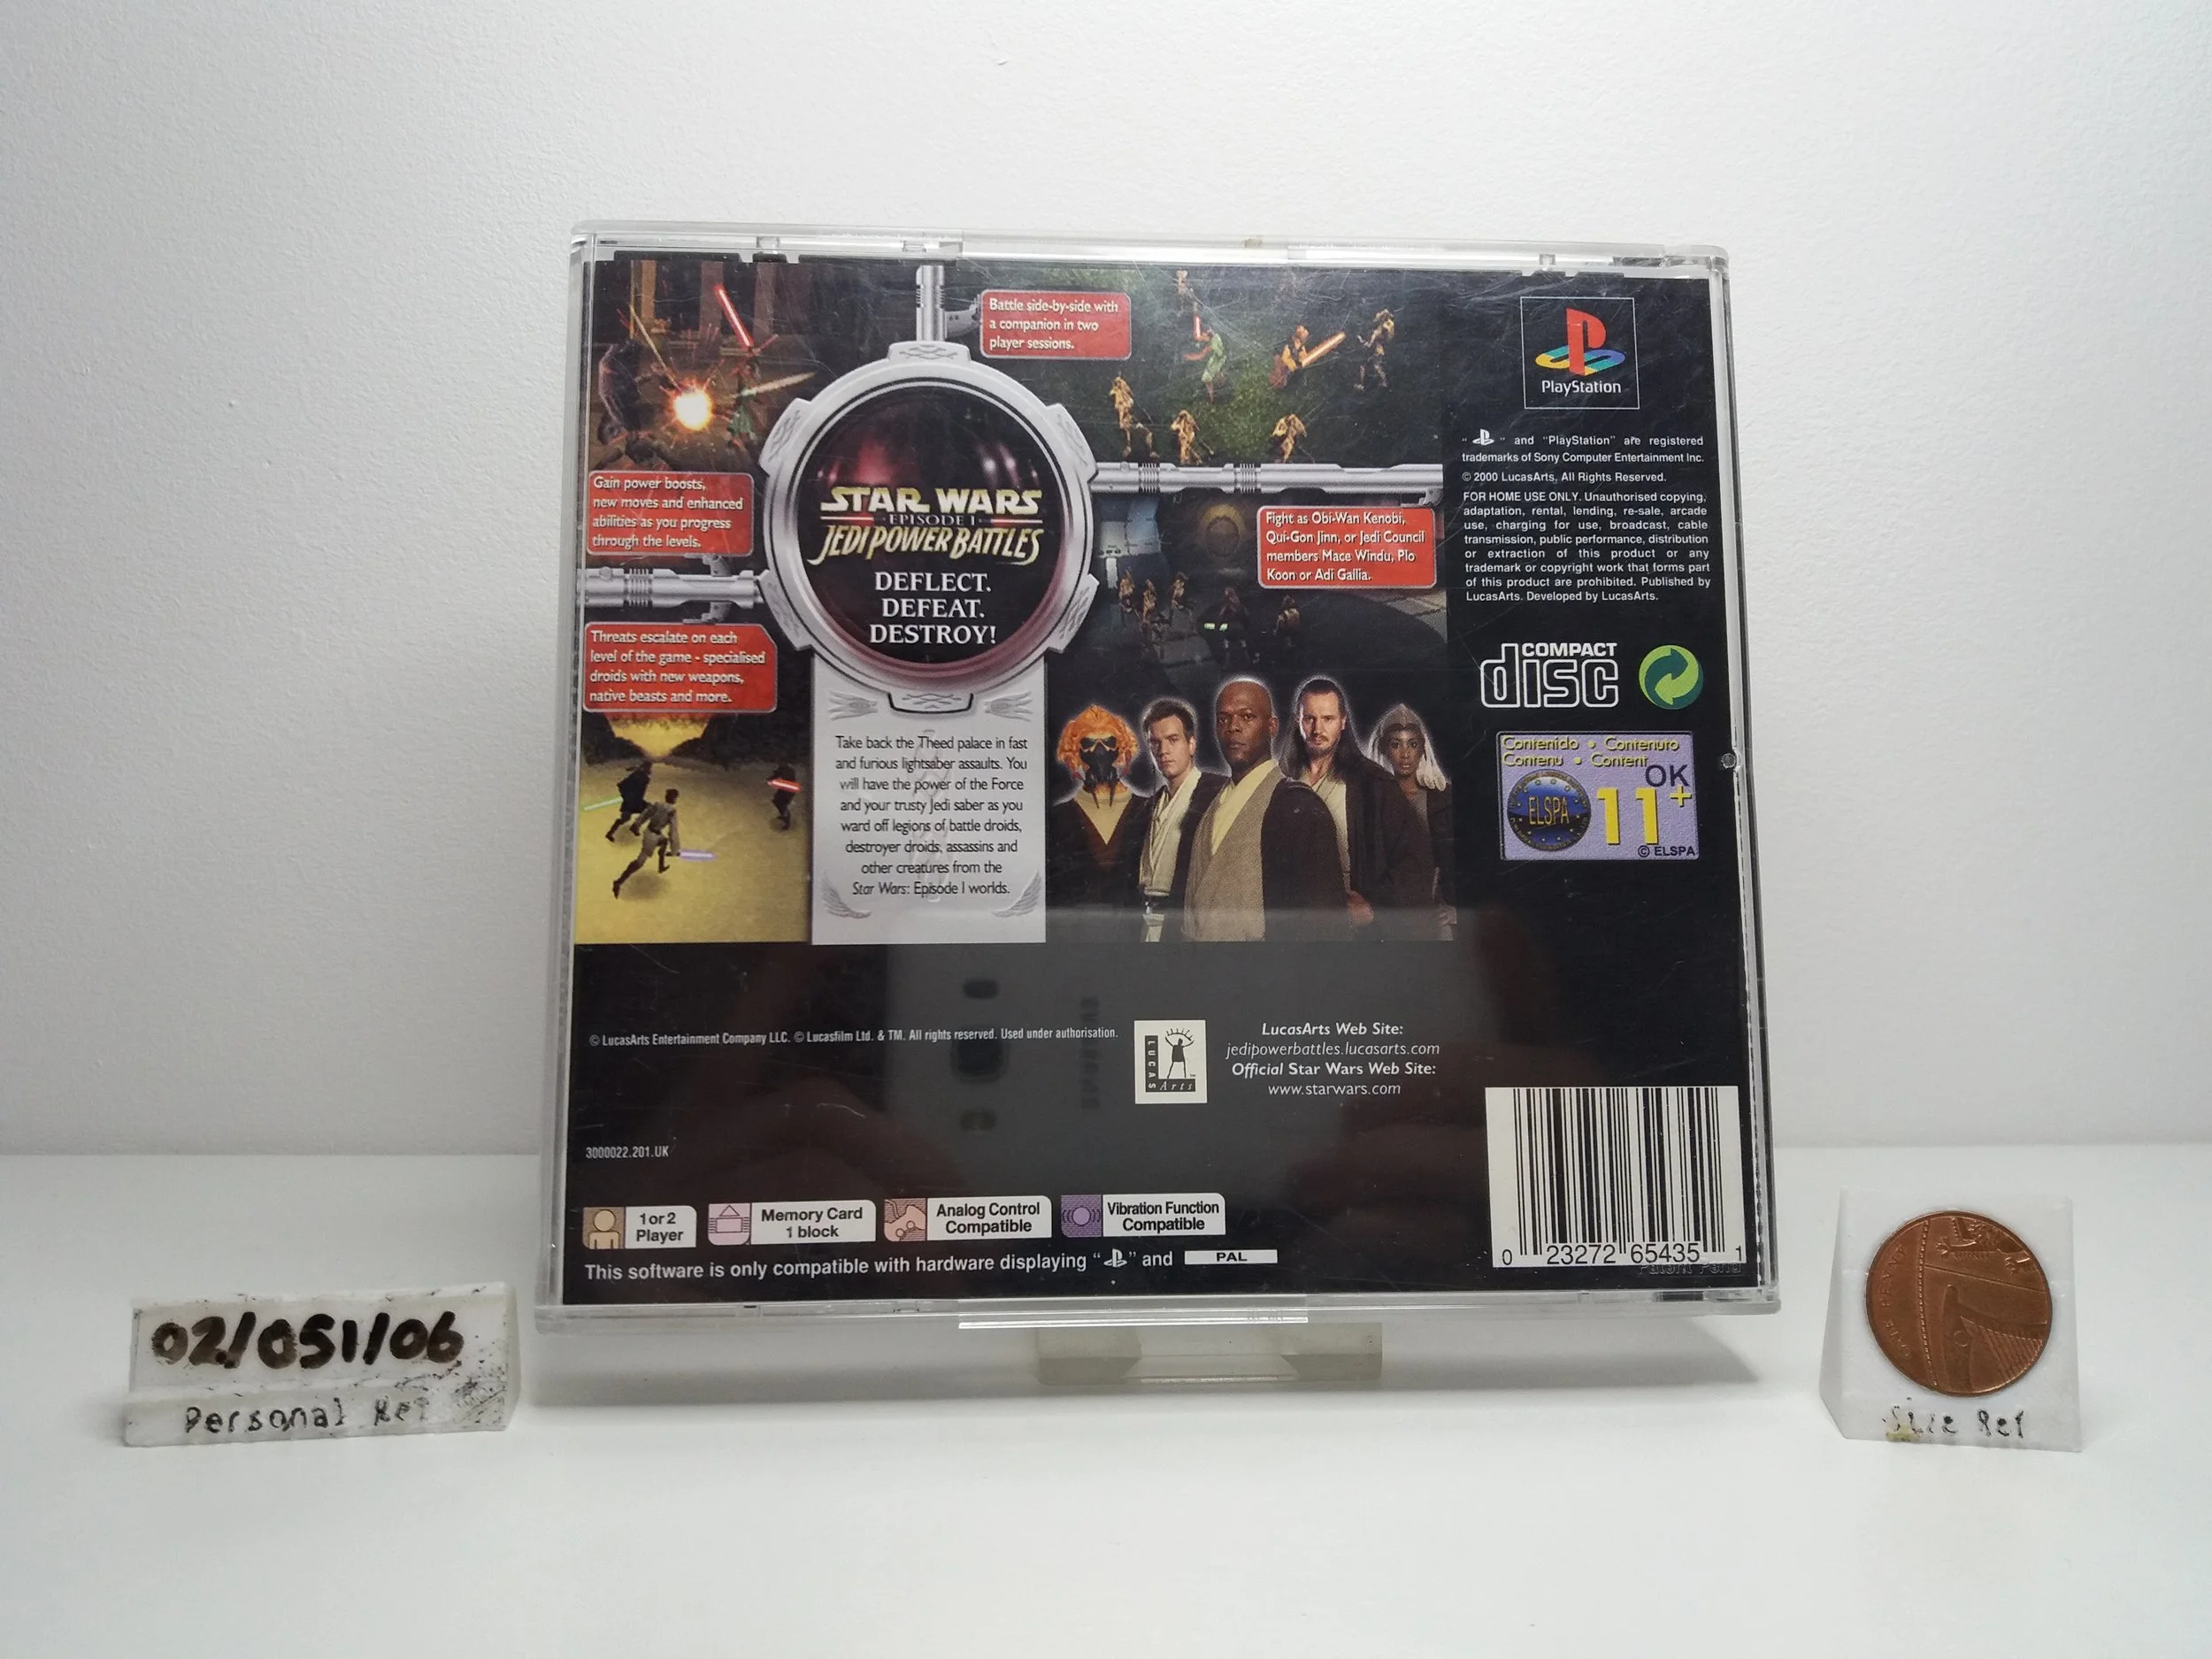 Battle side-by-side with
a companion in two
player sessions.
Gain power boosts,
new moves and enhanced
abilities as you progress
through the levels.
STAR WARS
EPISODE I
JEDI POWER BATTLES
DEFLECT.
DEFEAT.
DESTROY!
Fight as Obi-Wan Kenobi,
Qui-Gon Jinn, or Jedi Council
members Mace Windu, Plo
Koon or Adi Gallia.
Threats escalate on each
level of the game - specialised
droids with new weapons,
native beasts and more.
Take back the Theed palace in fast
and furious lightsaber assaults. You
will have the power of the Force
and your trusty Jedi saber as you
ward off legions of battle droids,
destroyer droids, assassins and
other creatures from the
Star Wars: Episode I worlds.
PlayStation
" " and "PlayStation" are registered
trademarks of Sony Computer Entertainment Inc.
© 2000 LucasArts, All Rights Reserved.
FOR HOME USE ONLY. Unauthorised copying,
adaptation, rental, lending, re-sale, arcade
use, charging for use, broadcast, cable
transmission, public performance, distribution
or extraction of this product or any
trademark or copyright work that forms part
of this product are prohibited. Published by
LucasArts. Developed by LucasArts.
COMPACT
disc
Contenido • Contenuto
Contenu • Content
OK
ELSPA
11+
© ELSPA
© LucasArts Entertainment Company LLC. © Lucasfilm Ltd. & TM. All rights reserved. Used under authorisation.
LUCAS
Arts
LucasArts Web Site:
jedipowerbattles.lucasarts.com
Official Star Wars Web Site:
www.starwars.com
3000022.201.UK
1 or 2
Player
Memory Card
1 block
Analog Control
Compatible
Vibration Function
Compatible
This software is only compatible with hardware displaying " " and PAL
0 23272 65435 1
02/051/06
Personal Ref
Size Ref